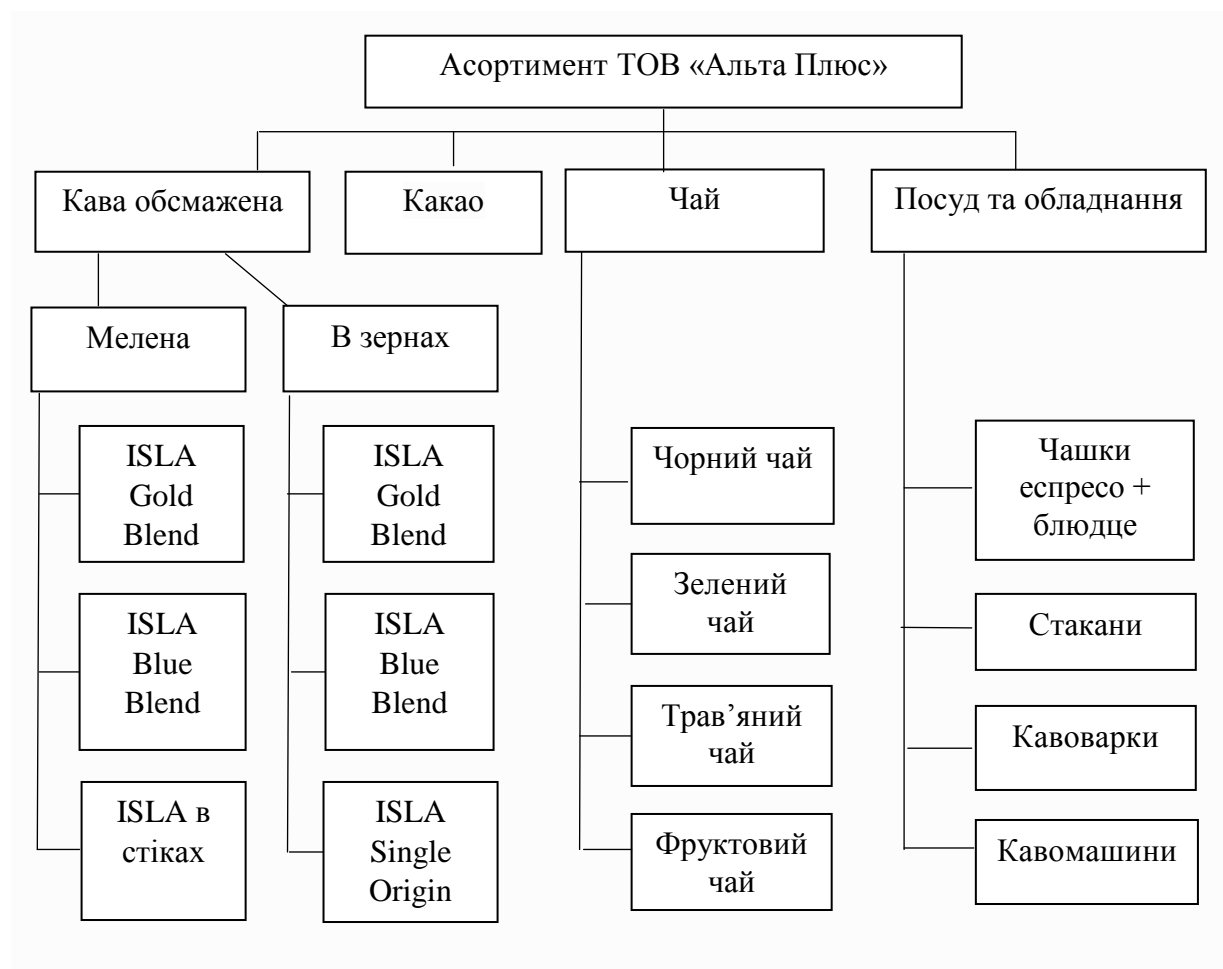 Асортимент ТОВ «Альта Плюс»
Кава обсмажена
Какао
Чай
Посуд та обладнання
Мелена
В зернах
ISLA
Gold
Blend
ISLA
Blue
Blend
ISLA в
стіках
ISLA
Gold
Blend
ISLA
Blue
Blend
ISLA
Single
Origin
Чорний чай
Зелений
чай
Трав’яний
чай
Фруктовий
чай
Чашки
еспресо +
блюдце
Стакани
Кавоварки
Кавомашини